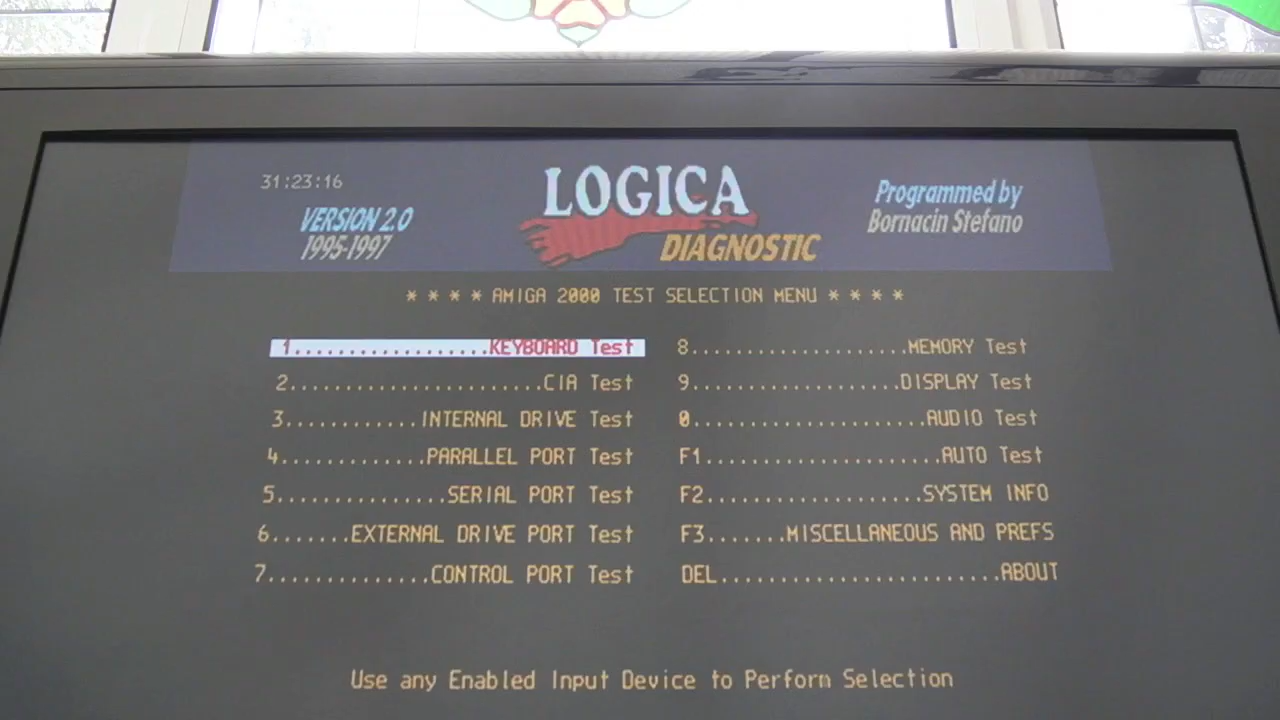 31:23:16
VERSION 2.0
1995-1997
LOGICA
DIAGNOSTIC
Programmed by
Bornacin Stefano
* * * * AMIGA 2000 TEST SELECTION MENU * * * *
1..................KEYBOARD Test
2.......................CIA Test
3............INTERNAL DRIVE Test
4.............PARALLEL PORT Test
5...............SERIAL PORT Test
6.......EXTERNAL DRIVE PORT Test
7..............CONTROL PORT Test
8....................MEMORY Test
9...................DISPLAY Test
0.....................AUDIO Test
F1.....................AUTO Test
F2...................SYSTEM INFO
F3.......MISCELLANEOUS AND PREFS
DEL........................ABOUT
Use any Enabled Input Device to Perform Selection